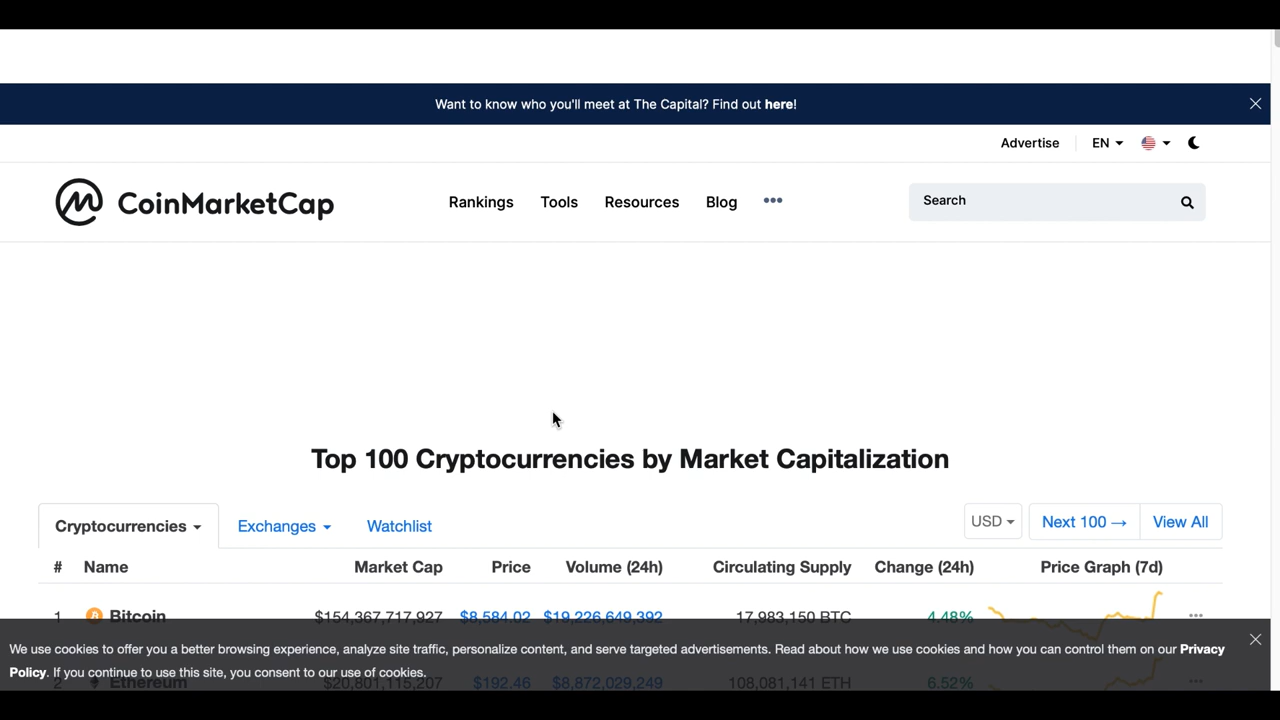 Want to know who you'll meet at The Capital? Find out here!
Advertise EN
CoinMarketCap Rankings Tools Resources Blog ••• Search
Top 100 Cryptocurrencies by Market Capitalization
Cryptocurrencies Exchanges Watchlist USD Next 100 → View All
# Name Market Cap Price Volume (24h) Circulating Supply Change (24h) Price Graph (7d)
1 Bitcoin $154,367,717,927 $8,584.02 $19,226,649,392 17,983,150 BTC 4.48% •••
We use cookies to offer you a better browsing experience, analyze site traffic, personalize content, and serve targeted advertisements. Read about how we use cookies and how you can control them on our Privacy
Policy. If you continue to use this site, you consent to our use of cookies.
2 Ethereum $20,801,115,207 $192.46 $8,872,029,249 108,081,141 ETH 6.52% •••